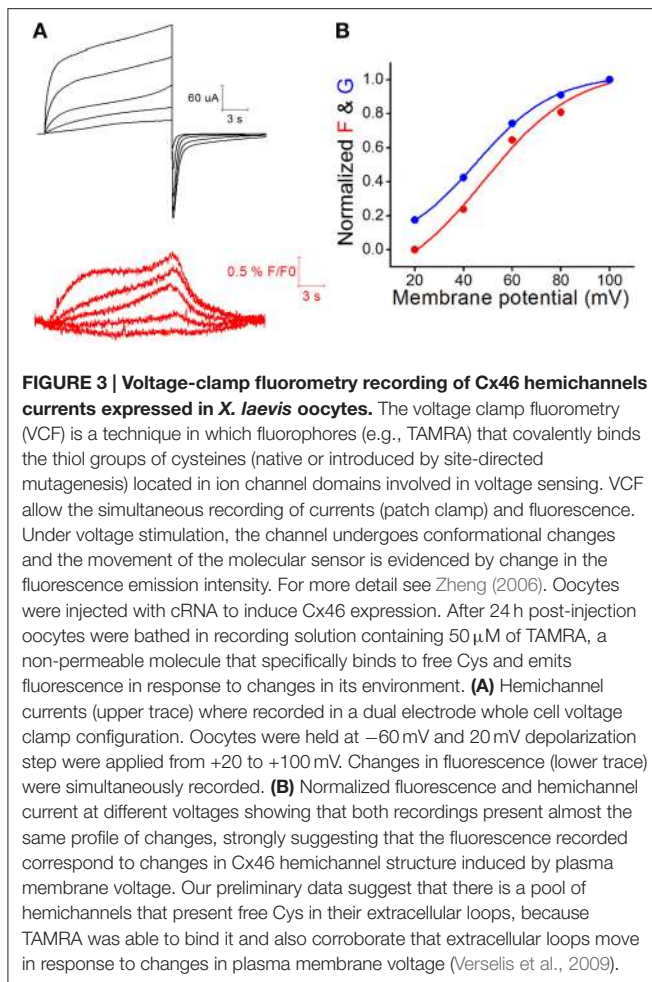 A
60 uA
3 s
0.5 % F/F0
3 s
B
Normalized F & G
1.0
0.8
0.6
0.4
0.2
0.0
20 40 60 80 100
Membrane potential (mV)
FIGURE 3 | Voltage-clamp fluorometry recording of Cx46 hemichannels
currents expressed in X. laevis oocytes. The voltage clamp fluorometry
(VCF) is a technique in which fluorophores (e.g., TAMRA) that covalently binds
the thiol groups of cysteines (native or introduced by site-directed
mutagenesis) located in ion channel domains involved in voltage sensing. VCF
allow the simultaneous recording of currents (patch clamp) and fluorescence.
Under voltage stimulation, the channel undergoes conformational changes
and the movement of the molecular sensor is evidenced by change in the
fluorescence emission intensity. For more detail see Zheng (2006). Oocytes
were injected with cRNA to induce Cx46 expression. After 24 h post-injection
oocytes were bathed in recording solution containing 50 μM of TAMRA, a
non-permeable molecule that specifically binds to free Cys and emits
fluorescence in response to changes in its environment. (A) Hemichannel
currents (upper trace) where recorded in a dual electrode whole cell voltage
clamp configuration. Oocytes were held at −60 mV and 20 mV depolarization
step were applied from +20 to +100 mV. Changes in fluorescence (lower trace)
were simultaneously recorded. (B) Normalized fluorescence and hemichannel
current at different voltages showing that both recordings present almost the
same profile of changes, strongly suggesting that the fluorescence recorded
correspond to changes in Cx46 hemichannel structure induced by plasma
membrane voltage. Our preliminary data suggest that there is a pool of
hemichannels that present free Cys in their extracellular loops, because
TAMRA was able to bind it and also corroborate that extracellular loops move
in response to changes in plasma membrane voltage (Verselis et al., 2009).